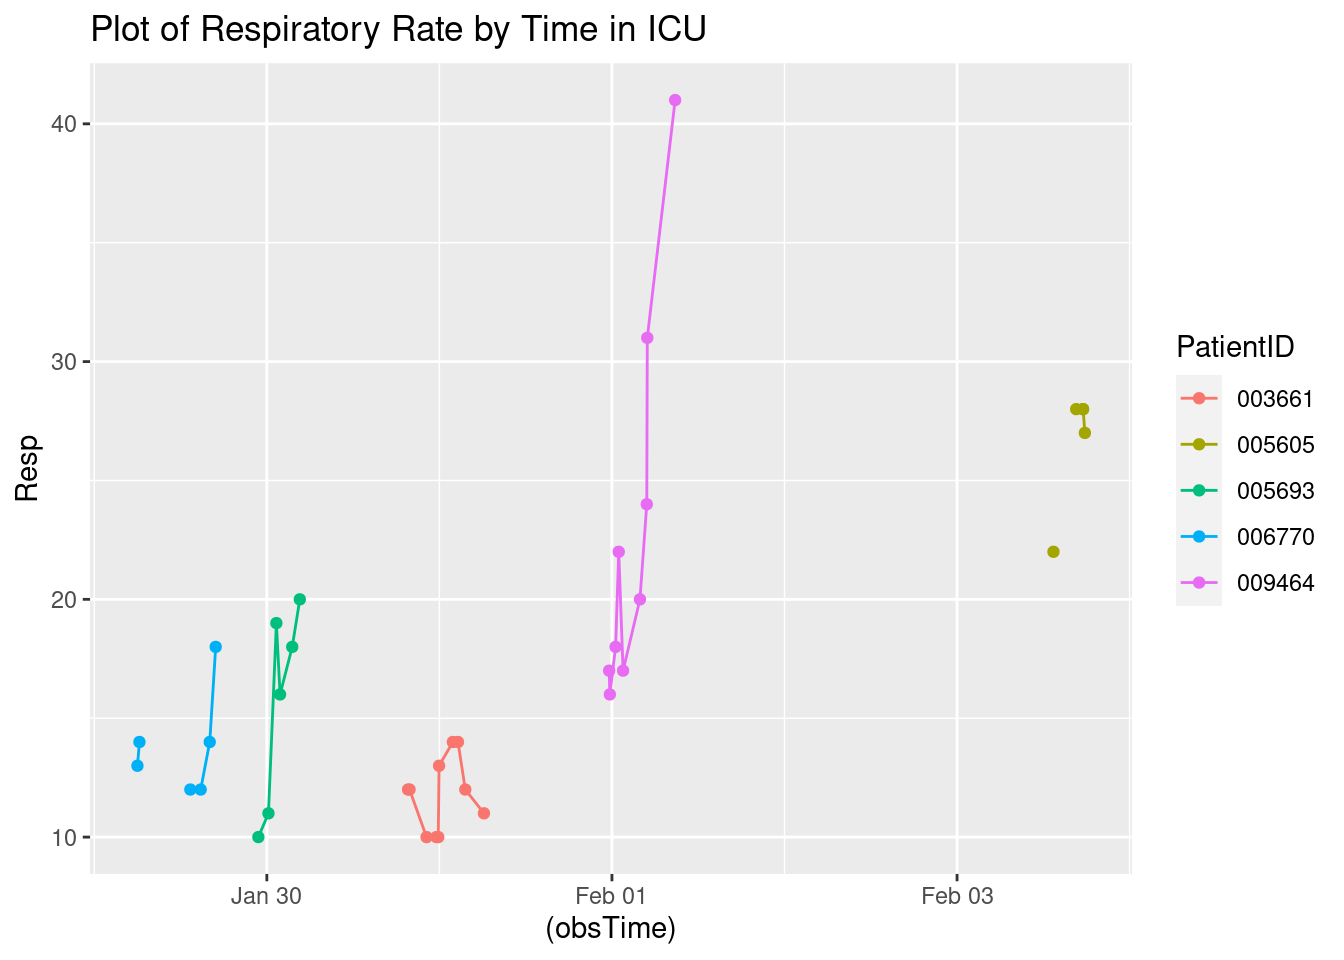 Plot of Respiratory Rate by Time in ICU
40
30
20
10
Resp
Jan 30
Feb 01
Feb 03
(obsTime)
PatientID
003661
005605
005693
006770
009464